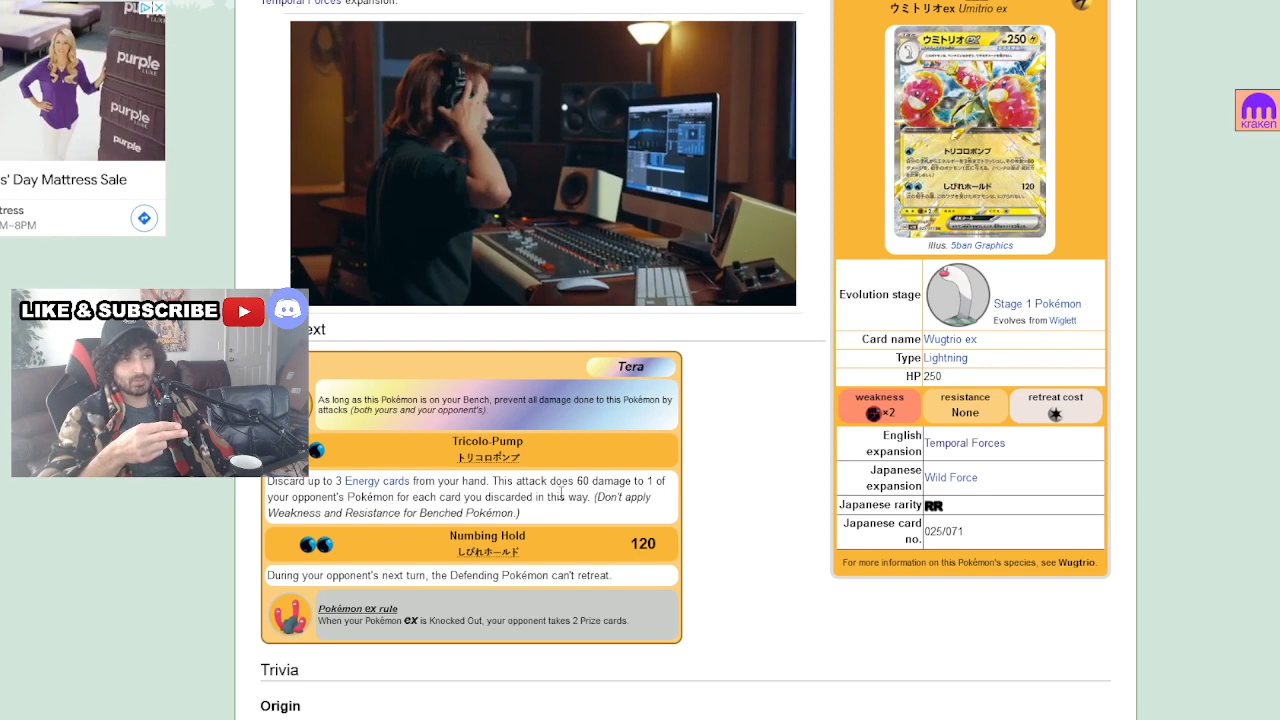 Temporal Forces expansion.
ウミトリオex Umitrio ex
purple
purple
purple
purple
s' Day Mattress Sale
tress
M–8PM
LIKE & SUBSCRIBE
ext
Tera
As long as this Pokémon is on your Bench, prevent all damage done to this Pokémon by
attacks (both yours and your opponent's).
Tricolo-Pump
トリコロポンプ
Discard up to 3 Energy cards from your hand. This attack does 60 damage to 1 of
your opponent's Pokémon for each card you discarded in this way. (Don't apply
Weakness and Resistance for Benched Pokémon.)
Numbing Hold
しびれホールド
120
During your opponent's next turn, the Defending Pokémon can't retreat.
Pokémon ex rule
When your Pokémon ex is Knocked Out, your opponent takes 2 Prize cards.
Trivia
Origin
ウミトリオex 250
トリコロポンプ
しびれホールド 120
Illus. 5ban Graphics
Evolution stage
Stage 1 Pokémon
Evolves from Wiglett
Card name Wugtrio ex
Type Lightning
HP 250
weakness resistance retreat cost
×2 None
English
expansion
Temporal Forces
Japanese
expansion
Wild Force
Japanese rarity RR
Japanese card
no.
025/071
For more information on this Pokémon's species, see Wugtrio.
kraken